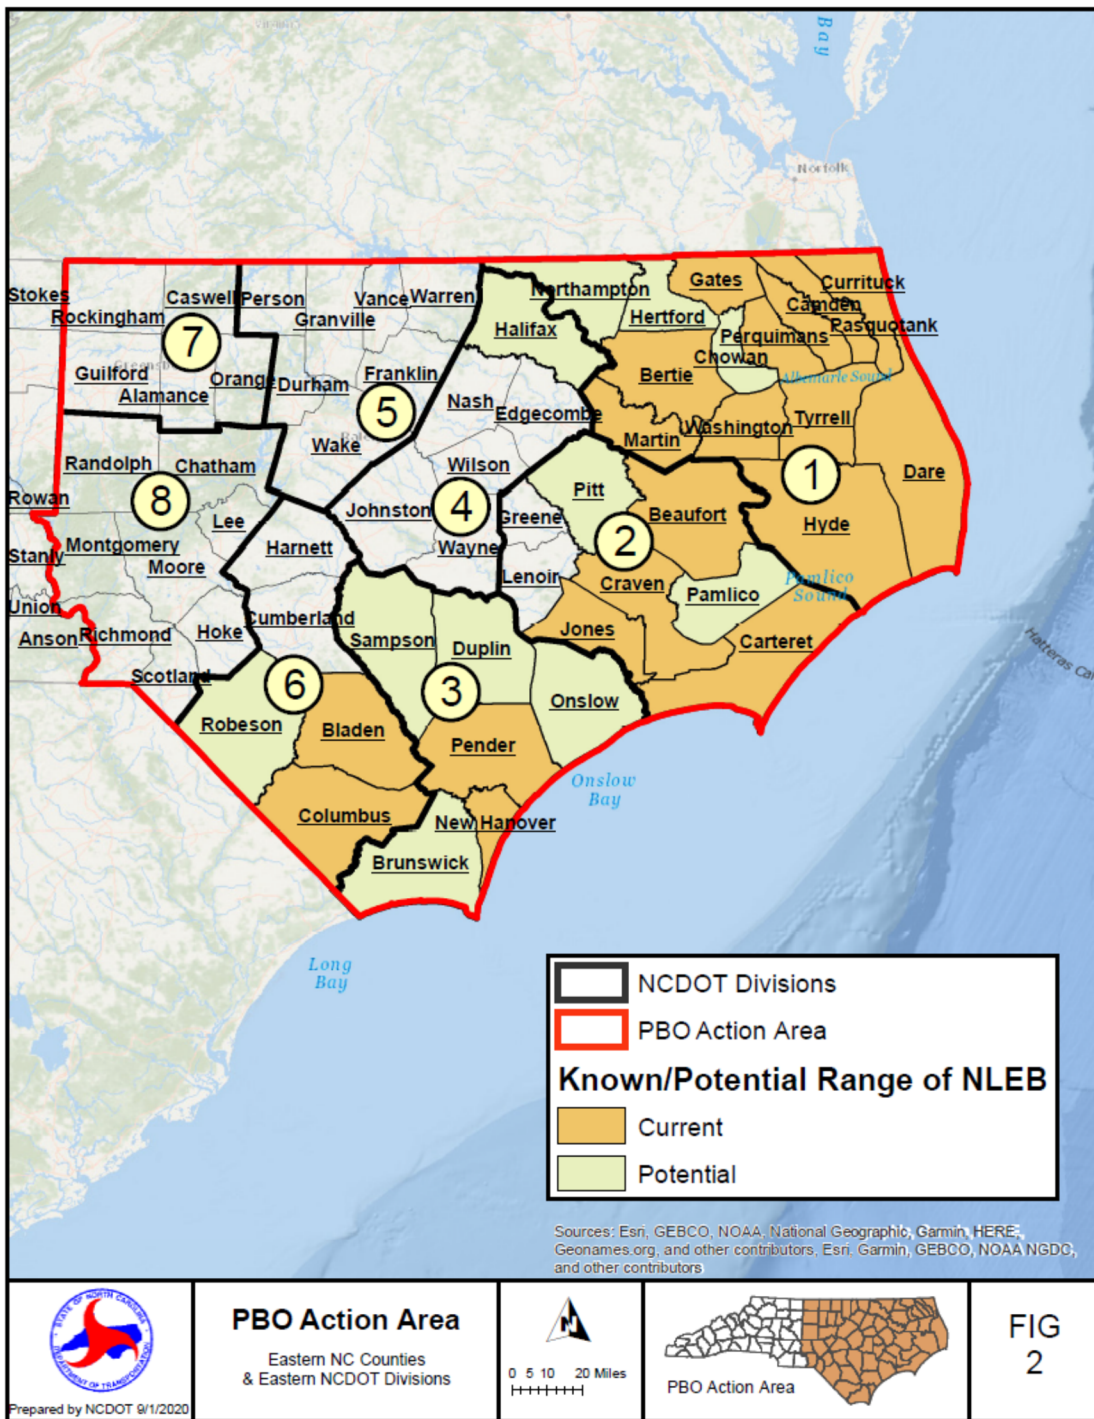 Bay
Norfolk
Stokes
Rockingham
Caswell
Person
Granville
Vance
Warren
Northampton
Halifax
Hertford
Gates
Currituck
Camden
Pasquotank
Perquimans
Chowan
Albemarle Sound
7
Guilford
Alamance
Orange
Durham
Franklin
5
Nash
Edgecombe
Bertie
Martin
Washington
Tyrrell
Dare
1
Hyde
Wake
Wilson
Randolph
Chatham
8
Rowan
Lee
Johnston
4
Greene
Pitt
Beaufort
2
Harnett
Wayne
Lenoir
Craven
Pamlico
Pamlico
Sound
Stanly
Montgomery
Moore
Union
Anson
Richmond
Hoke
Cumberland
Scotland
Sampson
Duplin
Jones
Carteret
6
3
Onslow
Robeson
Bladen
Pender
Columbus
New Hanover
Brunswick
Onslow
Bay
Long
Bay
NCDOT Divisions
PBO Action Area
Known/Potential Range of NLEB
Current
Potential
Sources: Esri, GEBCO, NOAA, National Geographic, Garmin, HERE,
Geonames.org, and other contributors, Esri, Garmin, GEBCO, NOAA NGDC,
and other contributors
STATE OF NORTH CAROLINA
DEPARTMENT OF TRANSPORTATION
Prepared by NCDOT 9/1/2020
PBO Action Area
Eastern NC Counties
& Eastern NCDOT Divisions
N
0 5 10 20 Miles
PBO Action Area
FIG
2